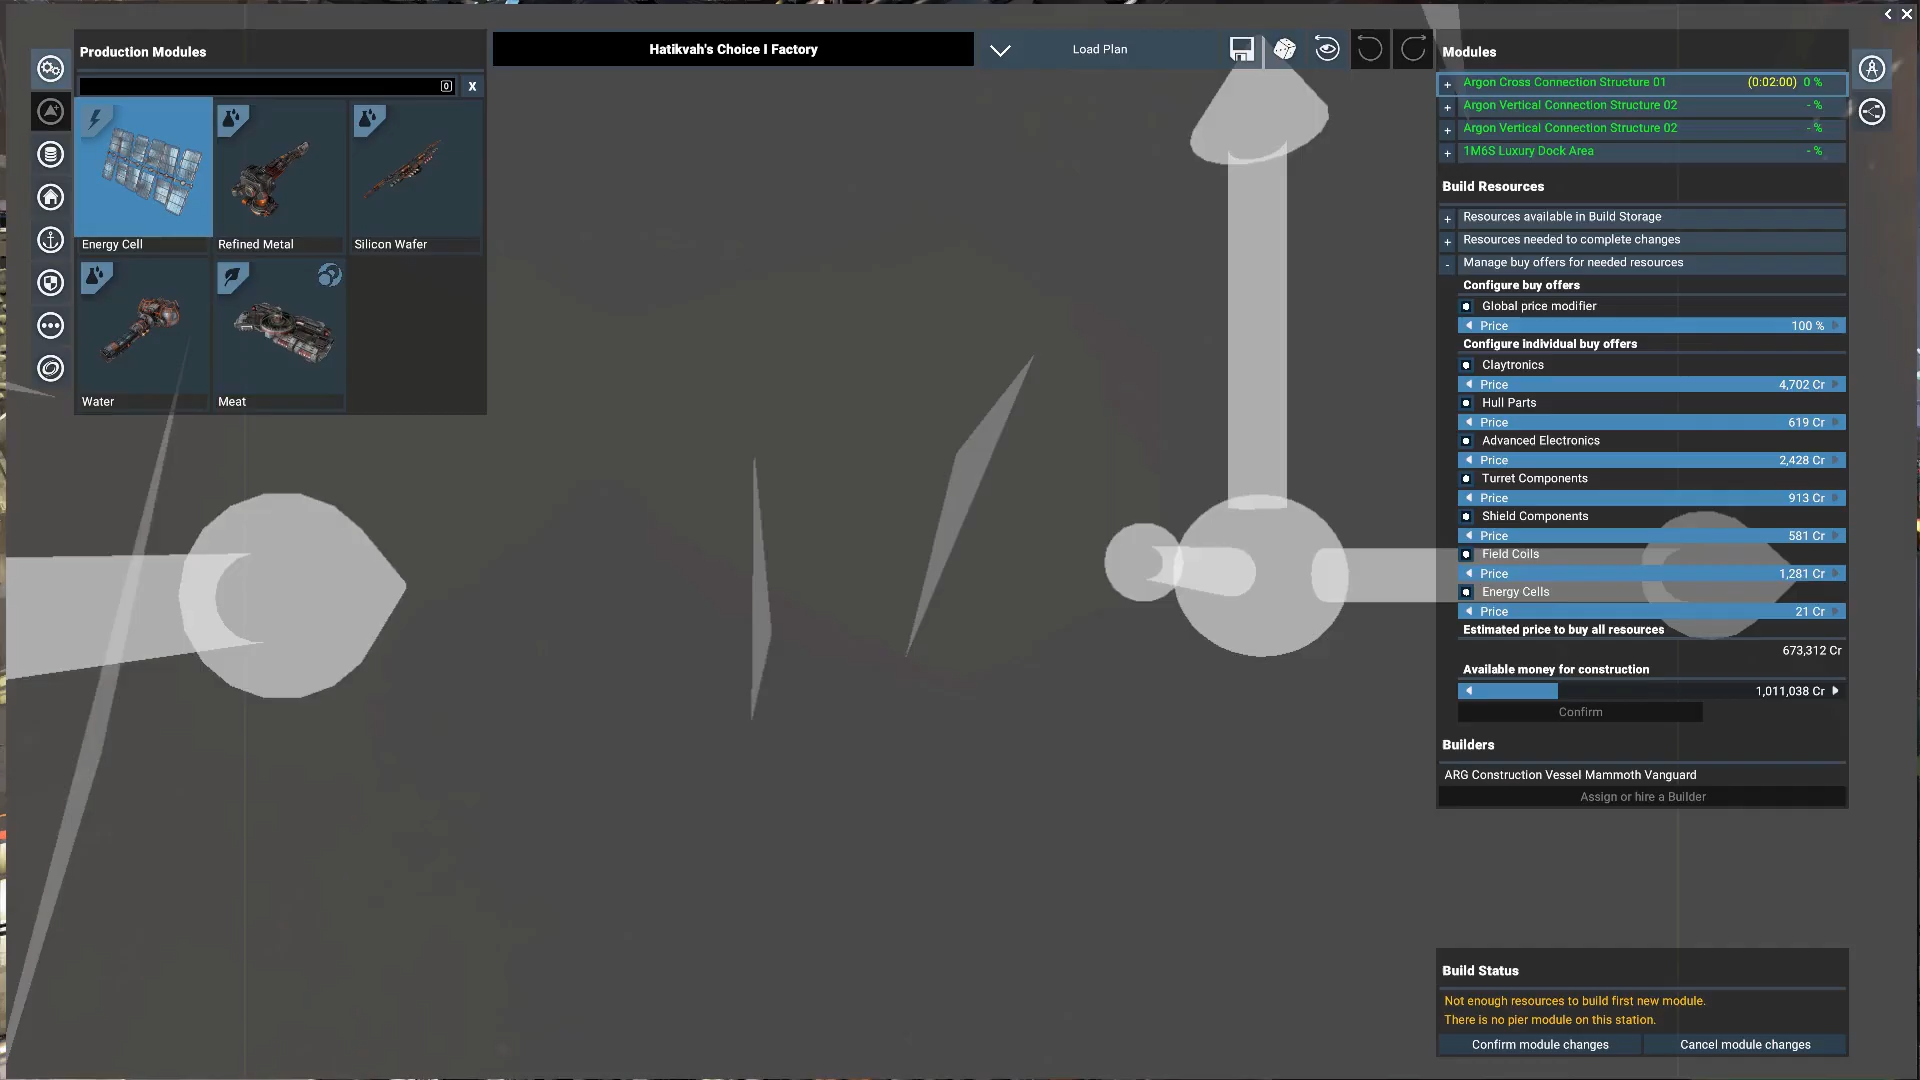 Production Modules
0
X
Energy Cell
Refined Metal
Silicon Wafer
Water
Meat
Hatikvah's Choice I Factory
Load Plan
Modules
+ Argon Cross Connection Structure 01 (0:02:00) 0 %
+ Argon Vertical Connection Structure 02 - %
+ Argon Vertical Connection Structure 02 - %
+ 1M6S Luxury Dock Area - %
Build Resources
+ Resources available in Build Storage
+ Resources needed to complete changes
- Manage buy offers for needed resources
Configure buy offers
Global price modifier
Price 100 %
Configure individual buy offers
Claytronics
Price 4,702 Cr
Hull Parts
Price 619 Cr
Advanced Electronics
Price 2,428 Cr
Turret Components
Price 913 Cr
Shield Components
Price 581 Cr
Field Coils
Price 1,281 Cr
Energy Cells
Price 21 Cr
Estimated price to buy all resources
673,312 Cr
Available money for construction
1,011,038 Cr
Confirm
Builders
ARG Construction Vessel Mammoth Vanguard
Assign or hire a Builder
Build Status
Not enough resources to build first new module.
There is no pier module on this station.
Confirm module changes
Cancel module changes